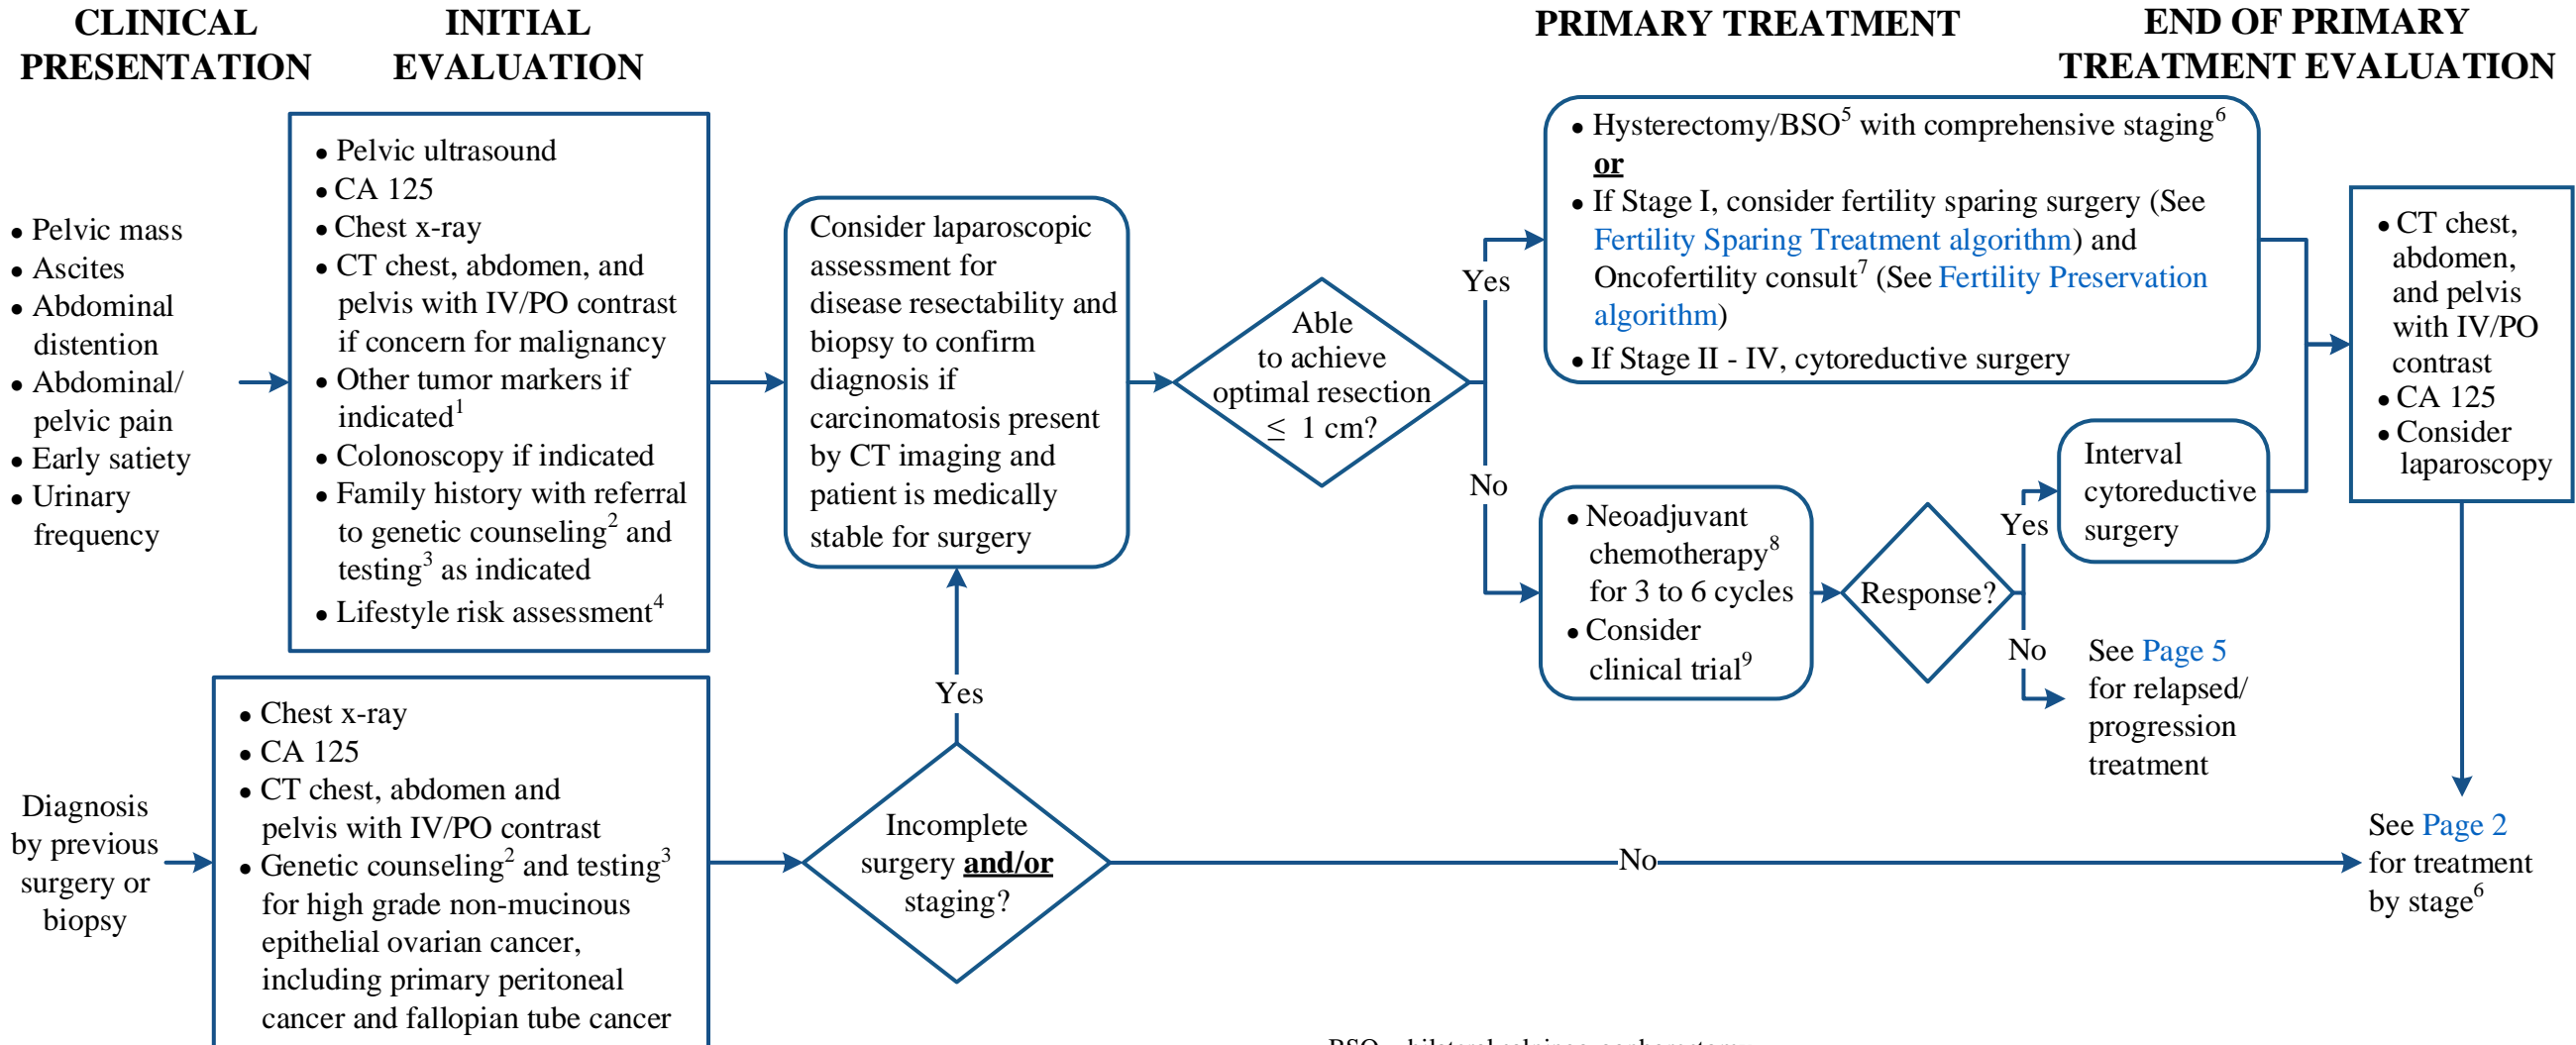 CLINICAL
PRESENTATION
INITIAL
EVALUATION
PRIMARY TREATMENT
END OF PRIMARY
TREATMENT EVALUATION
• Pelvic mass
• Ascites
• Abdominal
distention
• Abdominal/
pelvic pain
• Early satiety
• Urinary
frequency
• Pelvic ultrasound
• CA 125
• Chest x-ray
• CT chest, abdomen, and
pelvis with IV/PO contrast
if concern for malignancy
• Other tumor markers if
indicated1
• Colonoscopy if indicated
• Family history with referral
to genetic counseling2 and
testing3 as indicated
• Lifestyle risk assessment4
Consider laparoscopic
assessment for
disease resectability and
biopsy to confirm
diagnosis if
carcinomatosis present
by CT imaging and
patient is medically
stable for surgery
Able
to achieve
optimal resection
≤ 1 cm?
Yes
No
• Hysterectomy/BSO5 with comprehensive staging6
or
• If Stage I, consider fertility sparing surgery (See
Fertility Sparing Treatment algorithm) and
Oncofertility consult7 (See Fertility Preservation
algorithm)
• If Stage II - IV, cytoreductive surgery
• Neoadjuvant
chemotherapy8
for 3 to 6 cycles
• Consider
clinical trial9
Response?
Yes
No
Interval
cytoreductive
surgery
See Page 5
for relapsed/
progression
treatment
• CT chest,
abdomen,
and pelvis
with IV/PO
contrast
• CA 125
• Consider
laparoscopy
Diagnosis
by previous
surgery or
biopsy
• Chest x-ray
• CA 125
• CT chest, abdomen and
pelvis with IV/PO contrast
• Genetic counseling2 and testing3
for high grade non-mucinous
epithelial ovarian cancer,
including primary peritoneal
cancer and fallopian tube cancer
Yes
Incomplete
surgery and/or
staging?
No
See Page 2
for treatment
by stage6